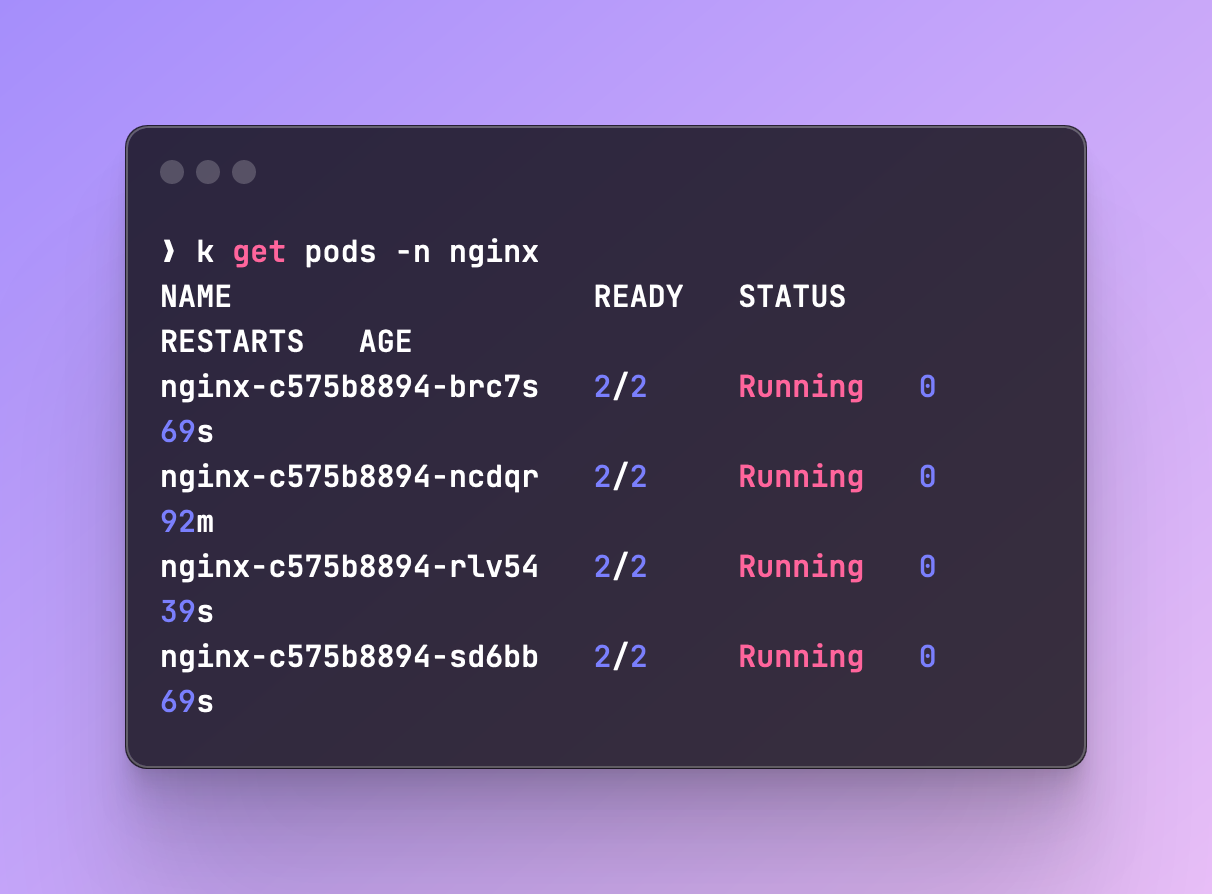 ❯ k get pods -n nginx
NAME                    READY   STATUS
RESTARTS   AGE
nginx-c575b8894-brc7s   2/2     Running   0
69s
nginx-c575b8894-ncdqr   2/2     Running   0
92m
nginx-c575b8894-rlv54   2/2     Running   0
39s
nginx-c575b8894-sd6bb   2/2     Running   0
69s